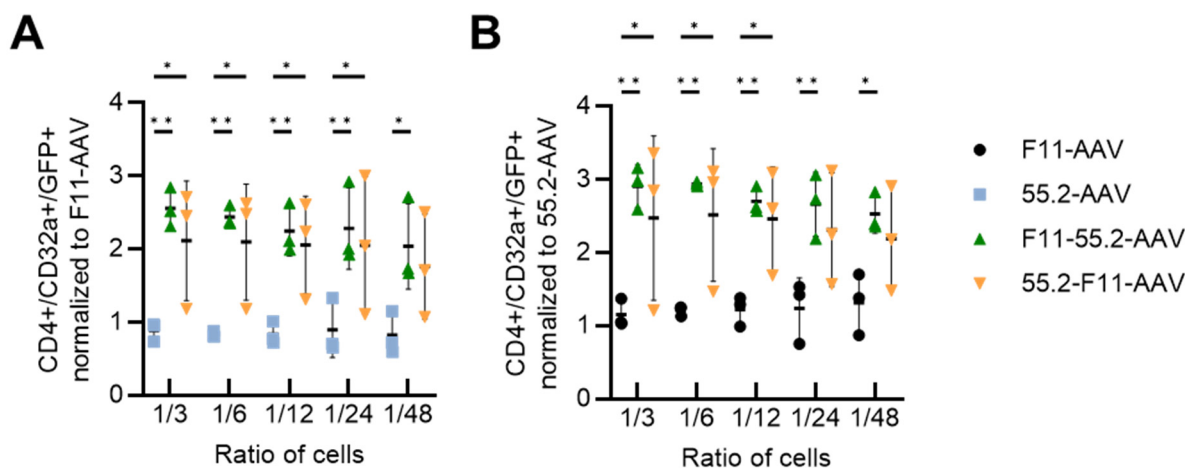 A
* * * *
** ** ** ** *
CD4+/CD32a+/GFP+
normalized to F11-AAV
4
3
2
1
0
1/3 1/6 1/12 1/24 1/48
Ratio of cells
B
* * *
** ** ** ** *
CD4+/CD32a+/GFP+
normalized to 55.2-AAV
4
3
2
1
0
1/3 1/6 1/12 1/24 1/48
Ratio of cells
F11-AAV
55.2-AAV
F11-55.2-AAV
55.2-F11-AAV